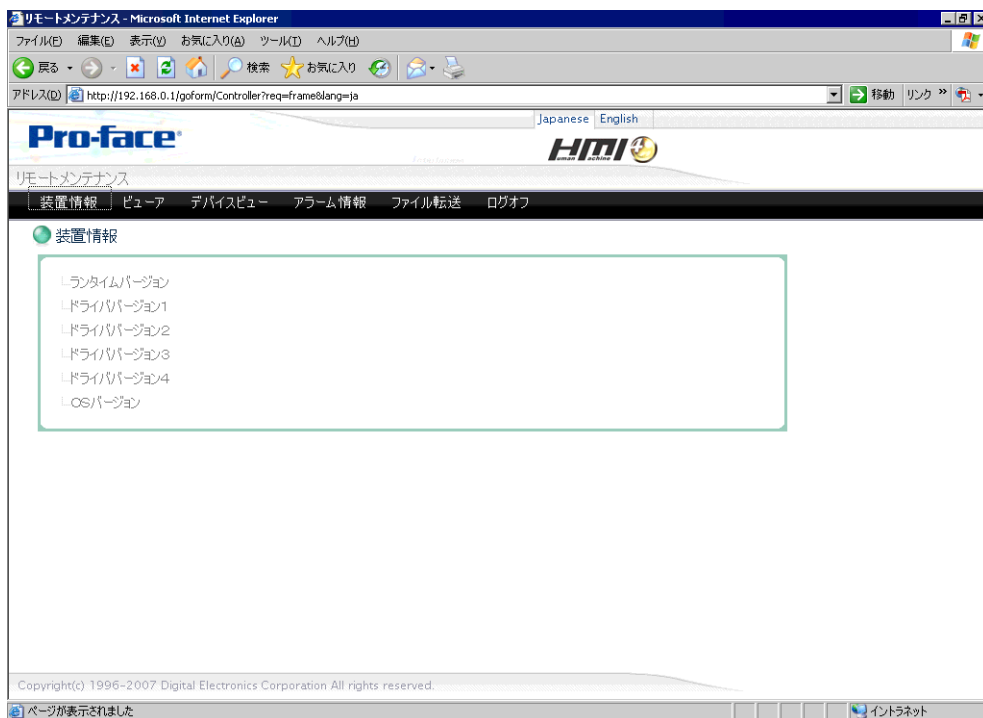 リモートメンテナンス - Microsoft Internet Explorer
ファイル(F) 編集(E) 表示(V) お気に入り(A) ツール(T) ヘルプ(H)
戻る 検索 お気に入り
アドレス(D) http://192.168.0.1/goform/Controller?req=frame&lang=ja 移動 リンク »
Japanese English
Pro-face
HMI
Human Machine
リモートメンテナンス
装置情報 ビューア デバイスビュー アラーム情報 ファイル転送 ログオフ
装置情報
ランタイムバージョン
ドライババージョン1
ドライババージョン2
ドライババージョン3
ドライババージョン4
OSバージョン
Copyright(c) 1996-2007 Digital Electronics Corporation All rights reserved.
ページが表示されました イントラネット